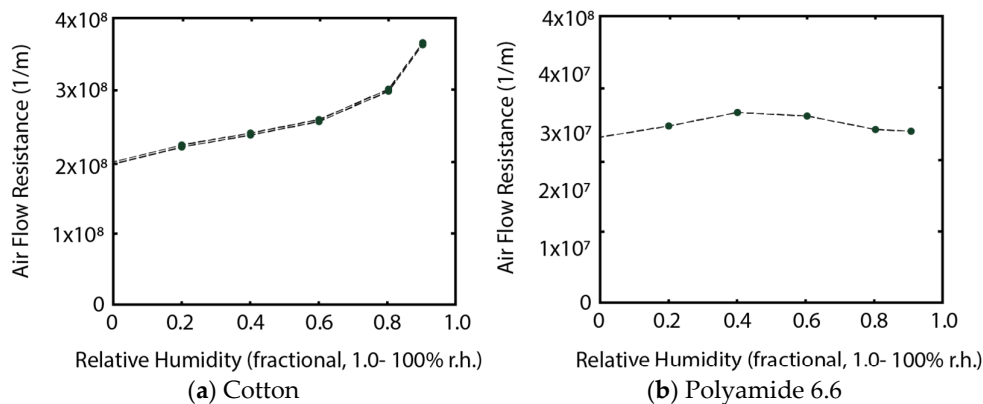 4x10⁸
3x10⁸
2x10⁸
1x10⁸
0
Air Flow Resistance (1/m)
0 0.2 0.4 0.6 0.8 1.0
Relative Humidity (fractional, 1.0- 100% r.h.)
(a) Cotton
4x10⁸
4x10⁷
3x10⁷
2x10⁷
1x10⁷
0
Air Flow Resistance (1/m)
0 0.2 0.4 0.6 0.8 1.0
Relative Humidity (fractional, 1.0- 100% r.h.)
(b) Polyamide 6.6